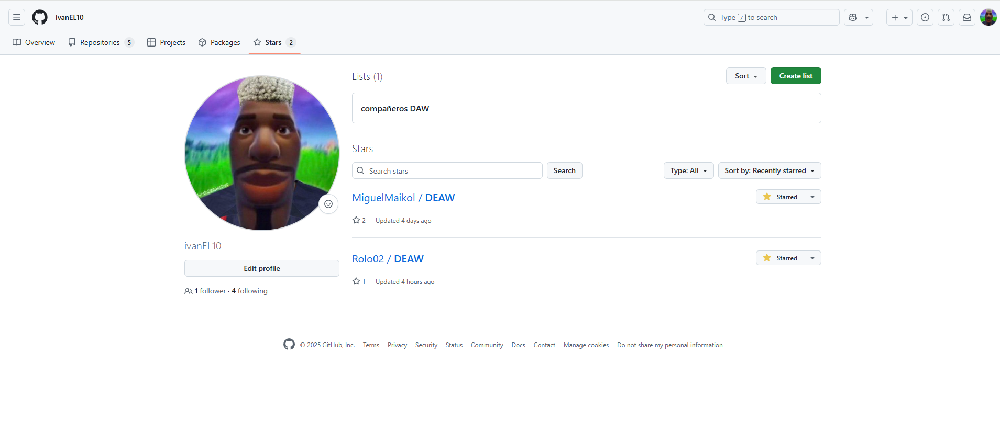 ivanEL10
Type / to search
Overview
Repositories 5
Projects
Packages
Stars 2
Lists (1)
Sort
Create list
compañeros DAW
Stars
Search stars
Search
Type: All
Sort by: Recently starred
MiguelMaikol / DEAW
Starred
2 Updated 4 days ago
Rolo02 / DEAW
Starred
1 Updated 4 hours ago
ivanEL10
Edit profile
1 follower · 4 following
© 2025 GitHub, Inc. Terms Privacy Security Status Community Docs Contact Manage cookies Do not share my personal information